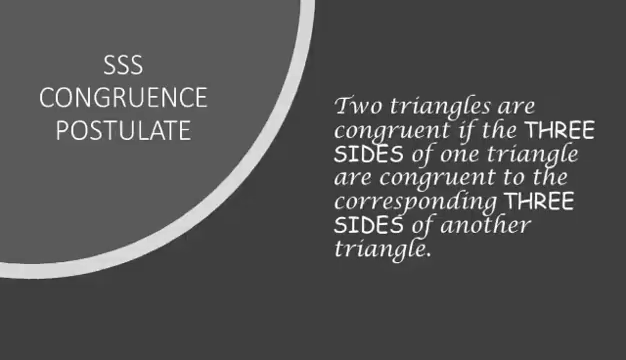 SSS
CONGRUENCE
POSTULATE
Two triangles are
congruent if the THREE
SIDES of one triangle
are congruent to the
corresponding THREE
SIDES of another
triangle.